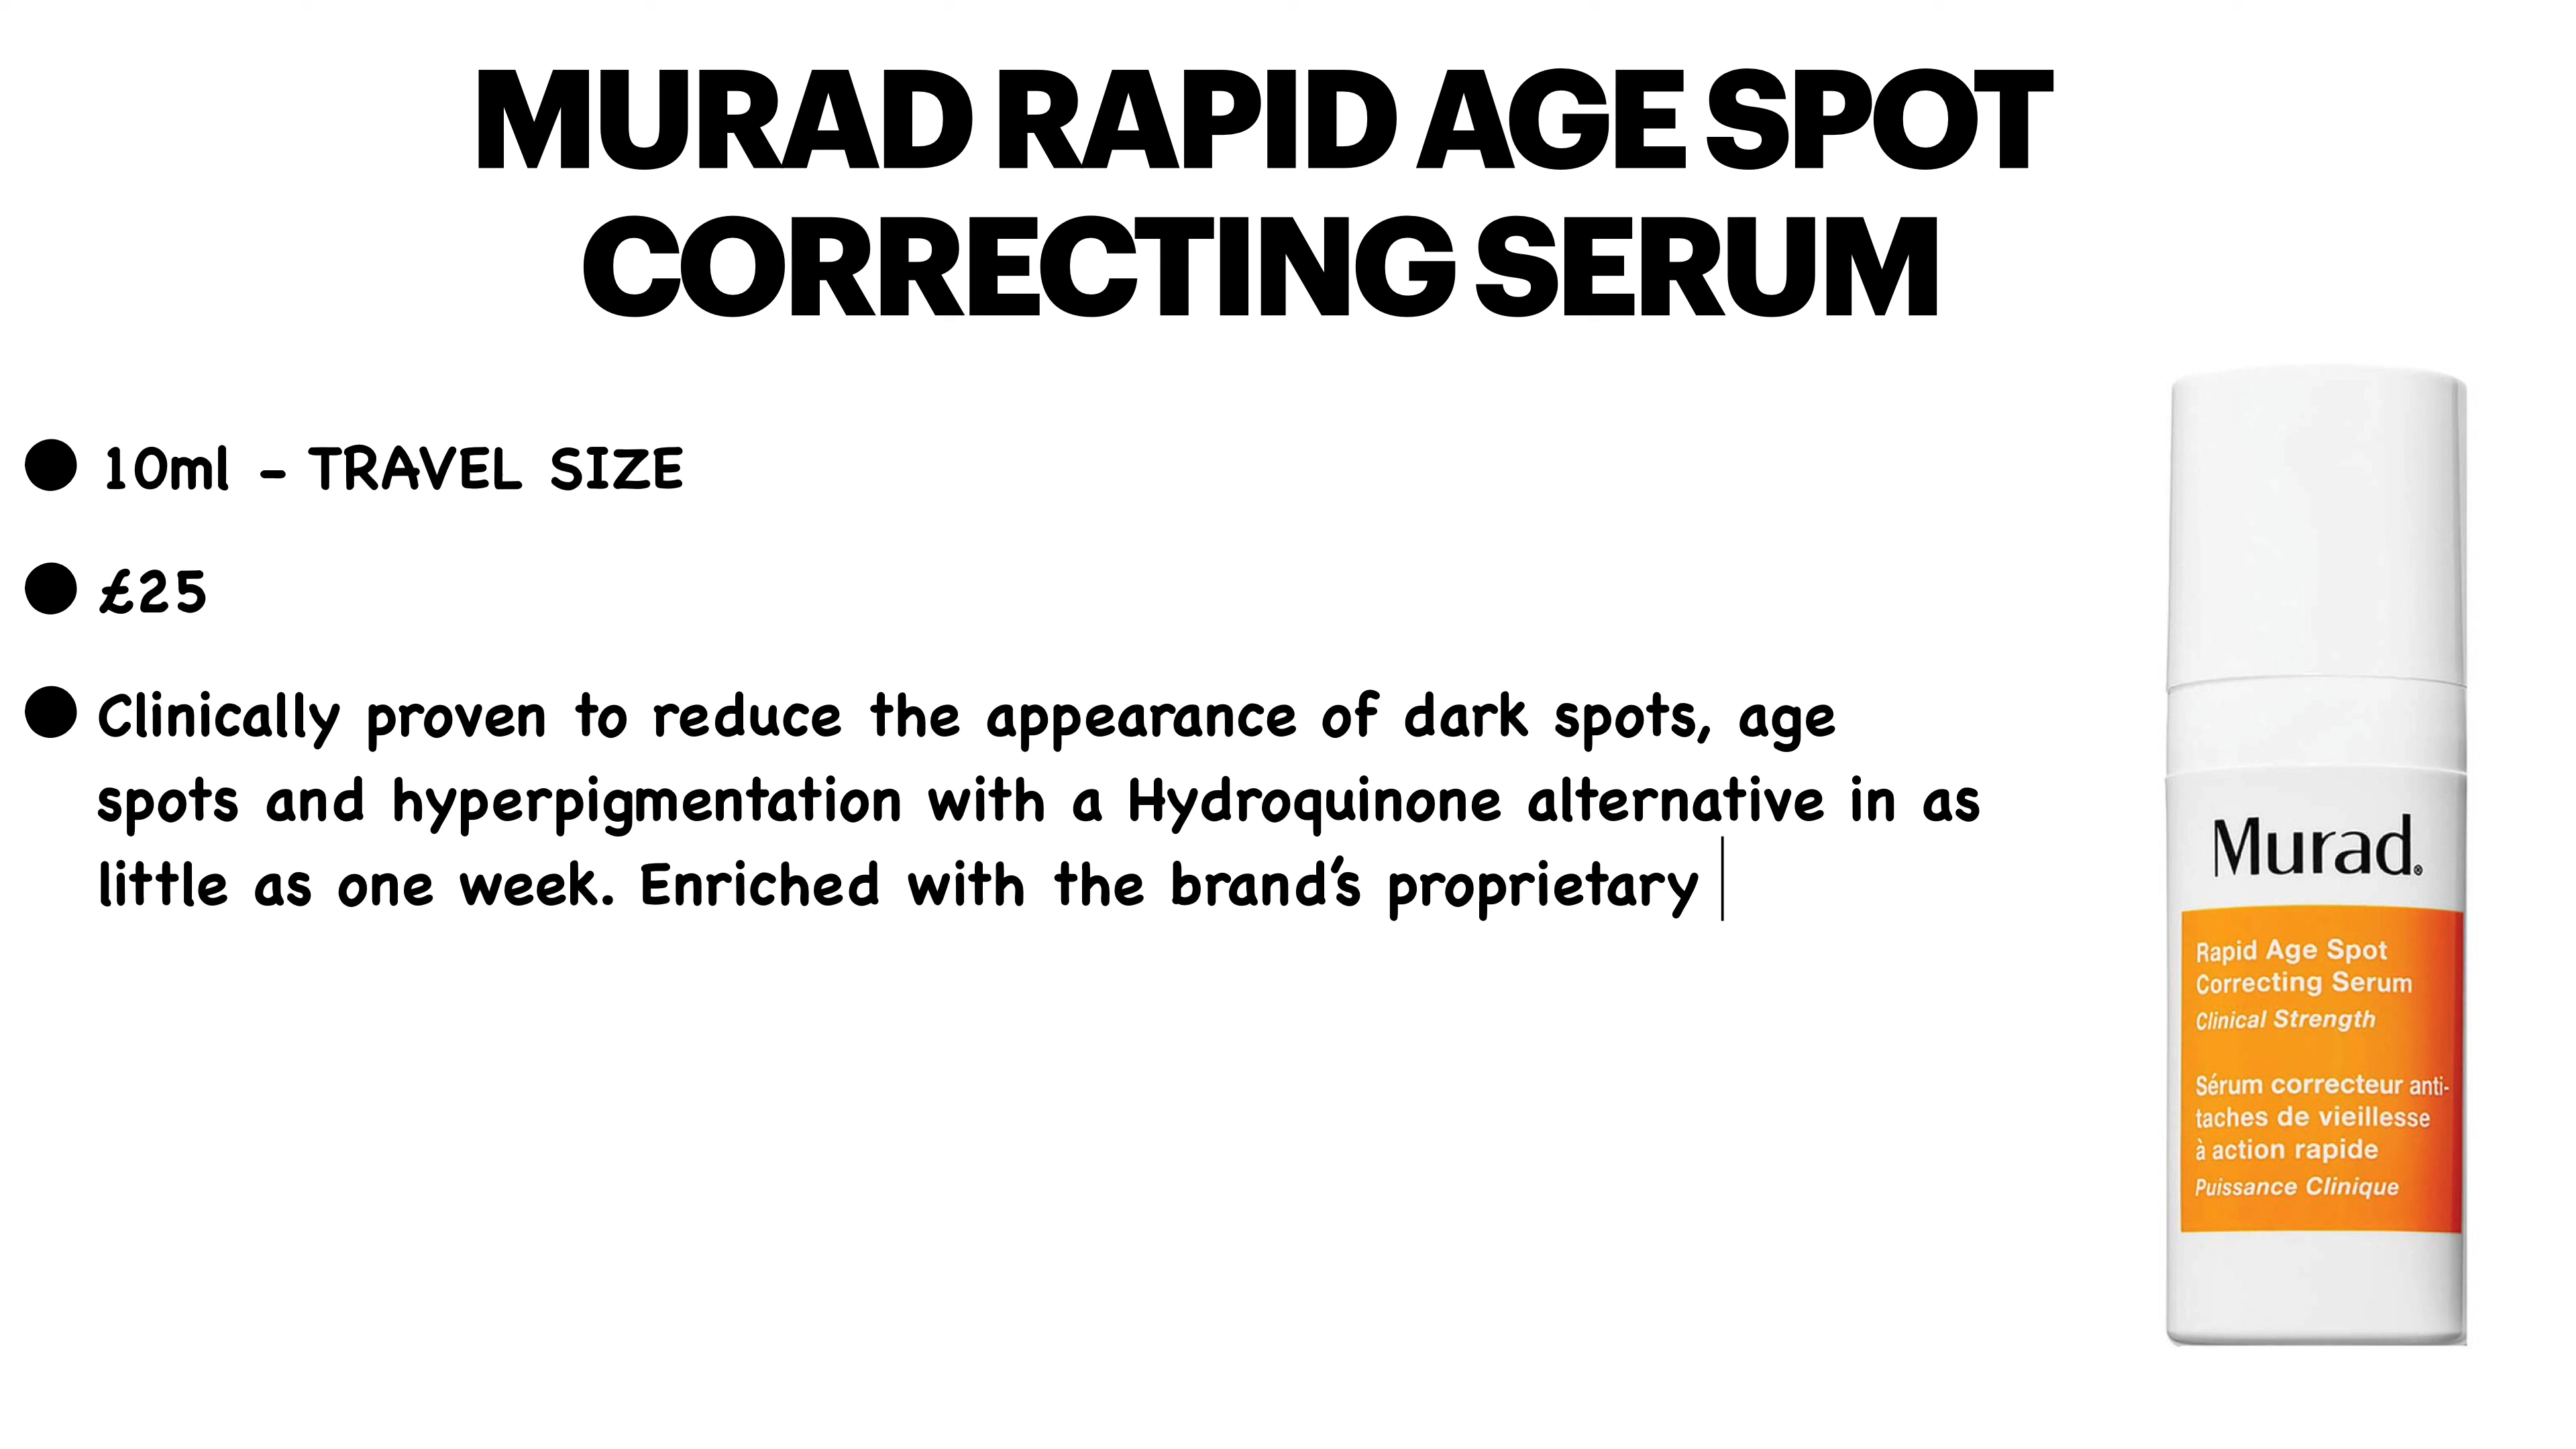 MURAD RAPID AGE SPOT
CORRECTING SERUM
10ml - TRAVEL SIZE
£25
Clinically proven to reduce the appearance of dark spots, age
spots and hyperpigmentation with a Hydroquinone alternative in as
little as one week. Enriched with the brand’s proprietary
Murad®
Rapid Age Spot
Correcting Serum
Clinical Strength
Sérum correcteur anti-
taches de vieillesse
à action rapide
Puissance Clinique